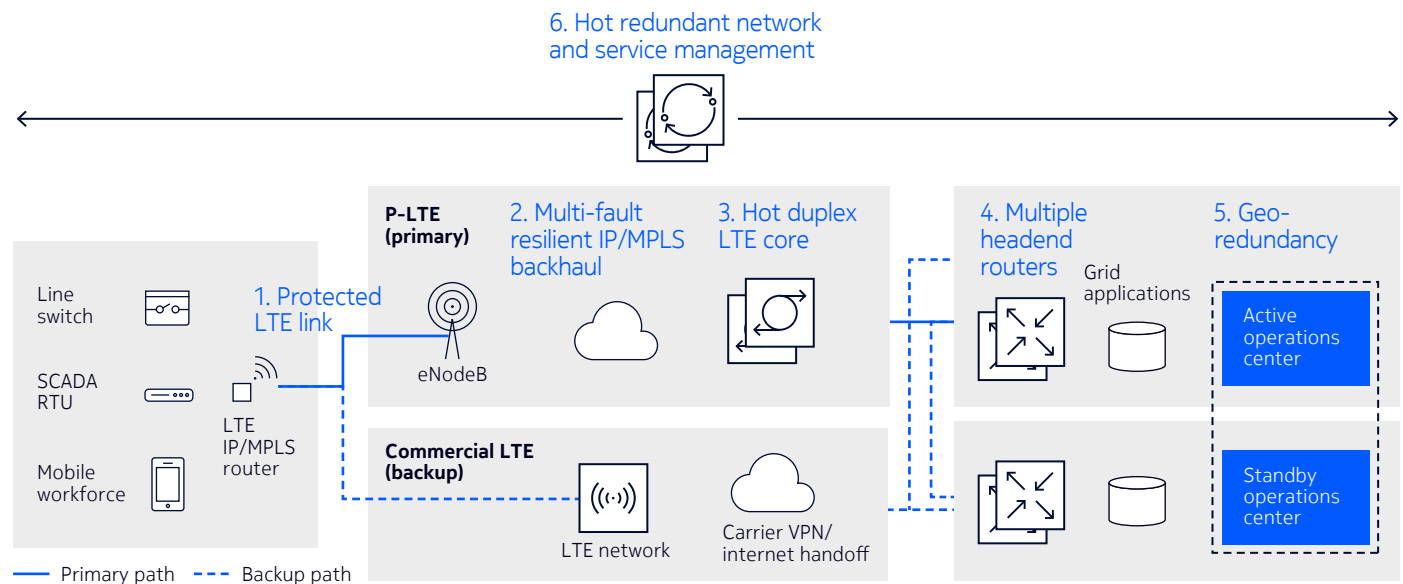 6. Hot redundant network
and service management
P-LTE
(primary)
2. Multi-fault
resilient IP/MPLS
backhaul
3. Hot duplex
LTE core
4. Multiple
headend
routers
5. Geo-
redundancy
Line
switch
1. Protected
LTE link
Grid
applications
Active
operations
center
eNodeB
SCADA
RTU
LTE
IP/MPLS
router
Mobile
workforce
Commercial LTE
(backup)
LTE network
Carrier VPN/
internet handoff
Standby
operations
center
Primary path
Backup path